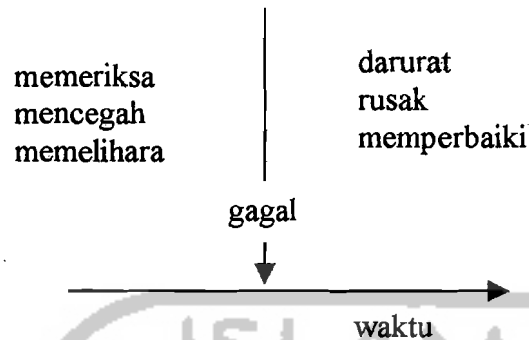 memeriksa
mencegah
memelihara
darurat
rusak
memperbaiki
gagal
waktu